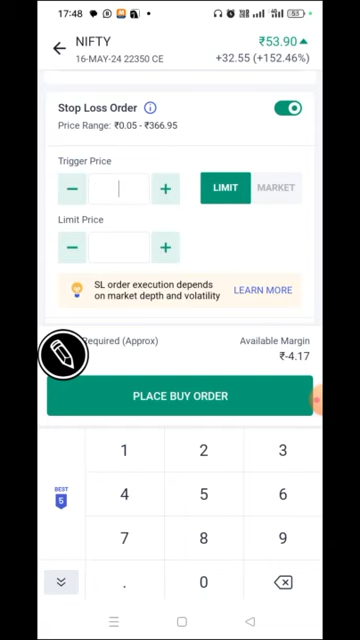 17:48
NIFTY
₹53.90
16-MAY-24 22350 CE
+32.55 (+152.46%)
Stop Loss Order
Price Range: ₹0.05 - ₹366.95
Trigger Price
LIMIT
MARKET
Limit Price
SL order execution depends
on market depth and volatility
LEARN MORE
Required (Approx)
Available Margin
₹-4.17
PLACE BUY ORDER
1
2
3
BEST
5
4
5
6
7
8
9
.
0